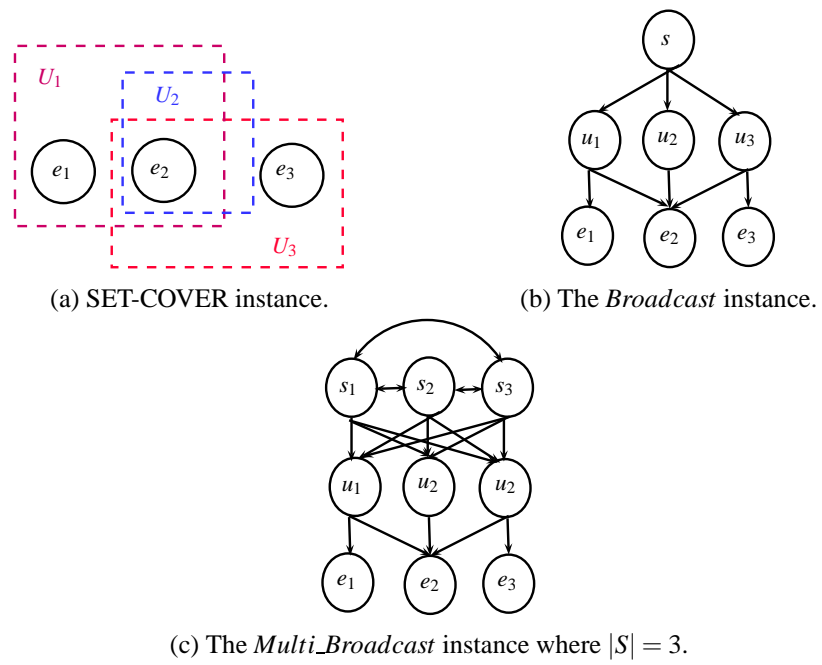 U1
U2
e1 e2 e3
U3
(a) SET-COVER instance.
s
u1 u2 u3
e1 e2 e3
(b) The Broadcast instance.
s1 s2 s3
u1 u2 u2
e1 e2 e3
(c) The Multi_Broadcast instance where |S| = 3.